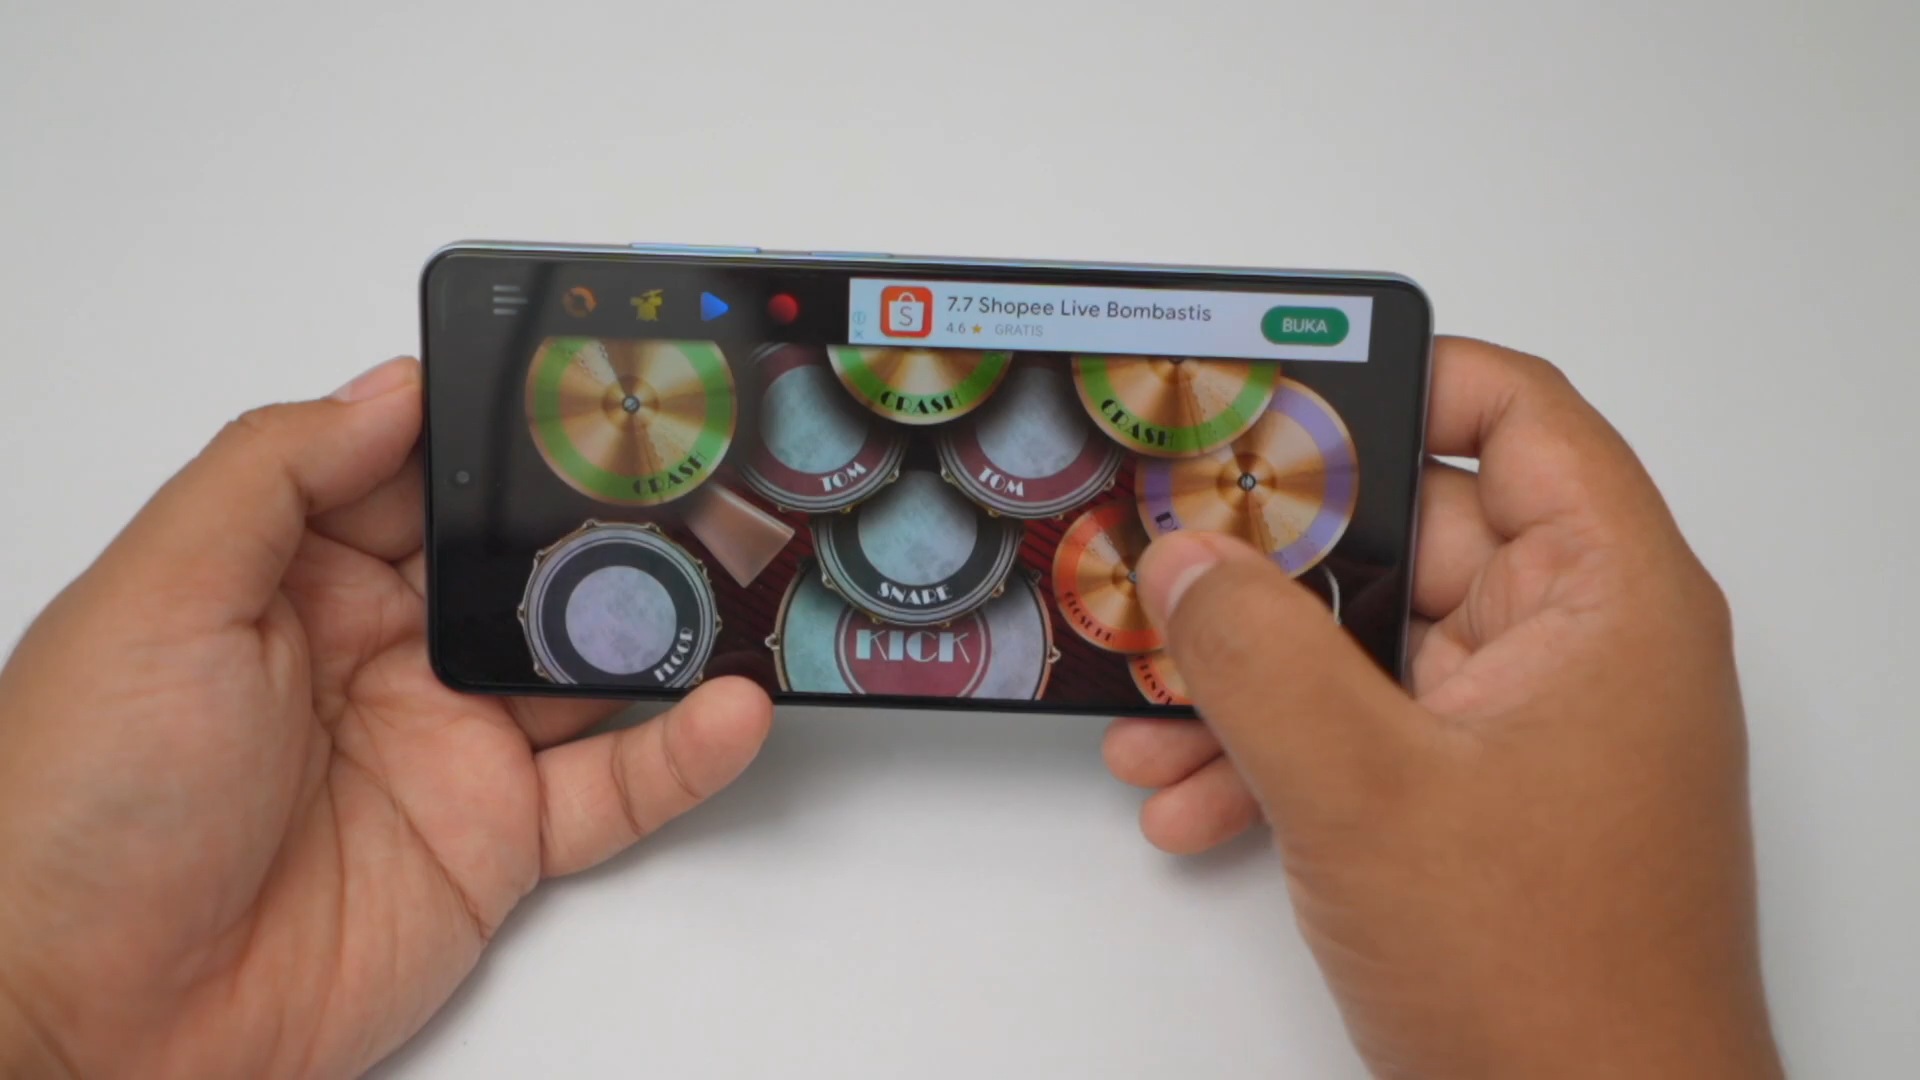 7.7 Shopee Live Bombastis
4.6 ★ GRATIS
BUKA
CRASH
CRASH
CRASH
TOM
TOM
SNARE
KICK
FLOOR